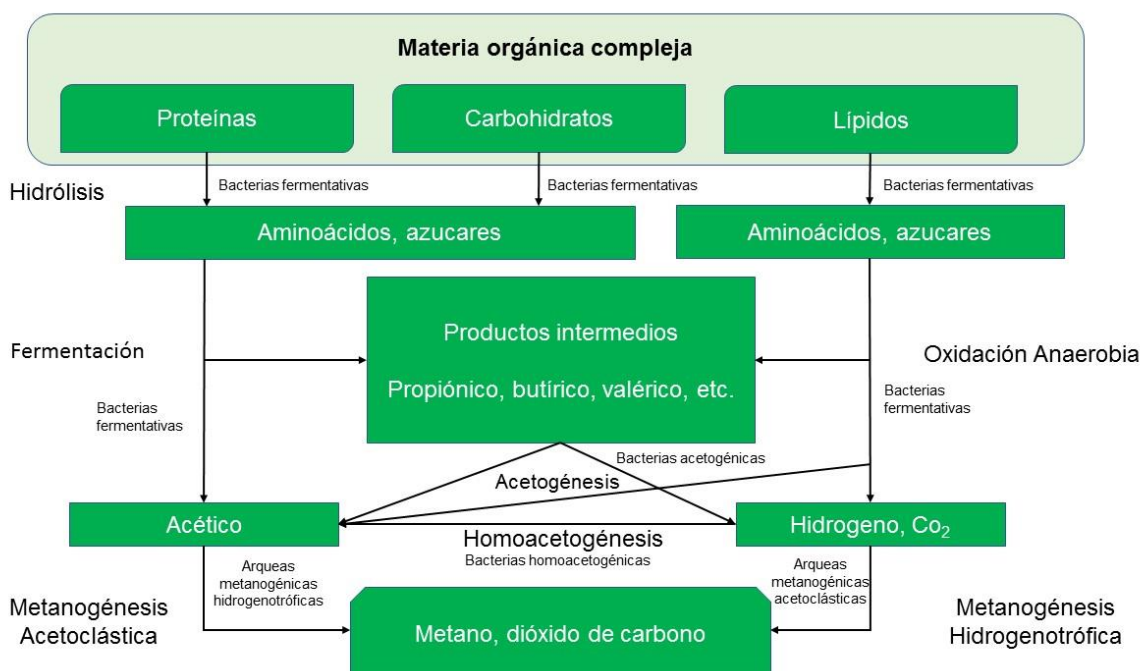 Materia orgánica compleja
Proteínas
Carbohidratos
Lípidos
Hidrólisis
Bacterias fermentativas
Bacterias fermentativas
Bacterias fermentativas
Aminoácidos, azucares
Aminoácidos, azucares
Productos intermedios
Propiónico, butírico, valérico, etc.
Fermentación
Oxidación Anaerobia
Bacterias
fermentativas
Bacterias
fermentativas
Bacterias acetogénicas
Acetogénesis
Acético
Hidrogeno, Co₂
Homoacetogénesis
Bacterias homoacetogénicas
Arqueas
metanogénicas
hidrogenotróficas
Arqueas
metanogénicas
acetoclásticas
Metanogénesis
Acetoclástica
Metano, dióxido de carbono
Metanogénesis
Hidrogenotrófica